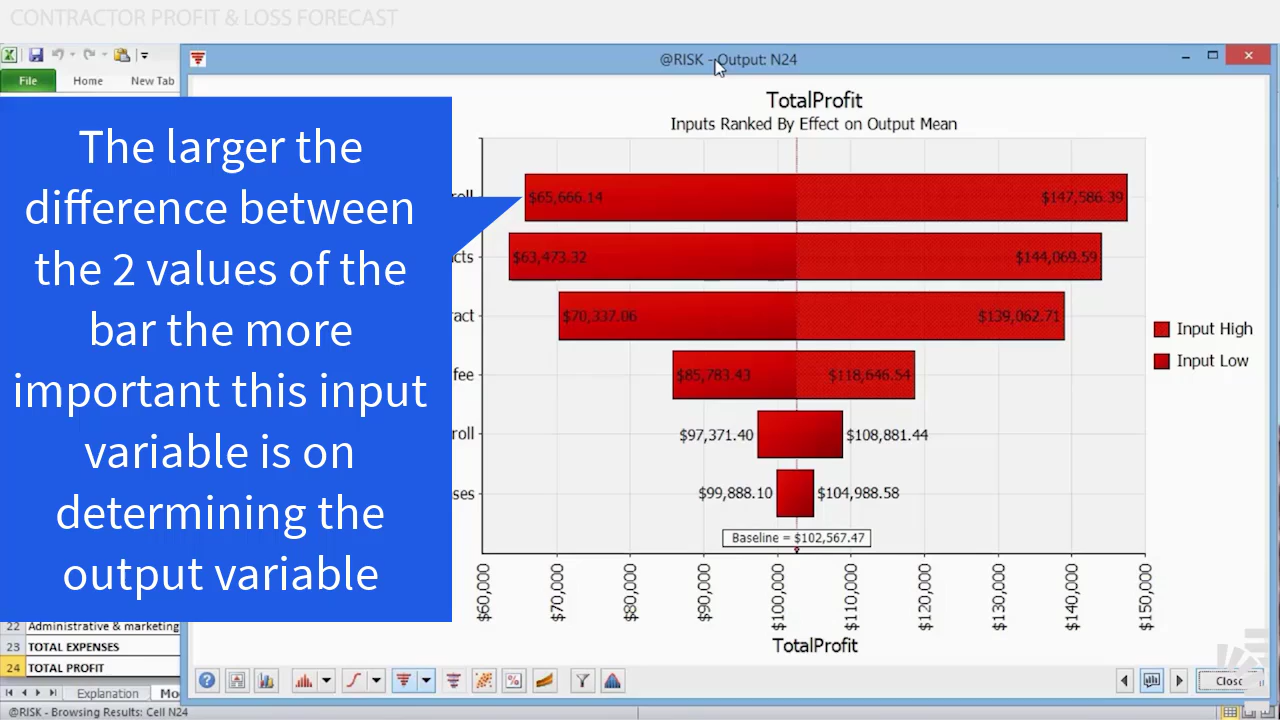 CONTRACTOR PROFIT & LOSS FORECAST
@RISK - Output: N24
File
Home
New Tab
The larger the
difference between
the 2 values of the
bar the more
important this input
variable is on
determining the
output variable
TotalProfit
Inputs Ranked By Effect on Output Mean
$65,666.14
$147,586.39
cts
$63,473.32
$144,069.59
ract
$70,337.06
$139,062.71
fee
$85,783.43
$118,646.54
roll
$97,371.40
$108,881.44
ses
$99,888.10
$104,988.58
Input High
Input Low
Baseline = $102,567.47
$60,000
$70,000
$80,000
$90,000
$100,000
$110,000
$120,000
$130,000
$140,000
$150,000
TotalProfit
22 Administrative & marketing
23 TOTAL EXPENSES
24 TOTAL PROFIT
Explanation
Mo
Close
@RISK - Browsing Results: Cell N24